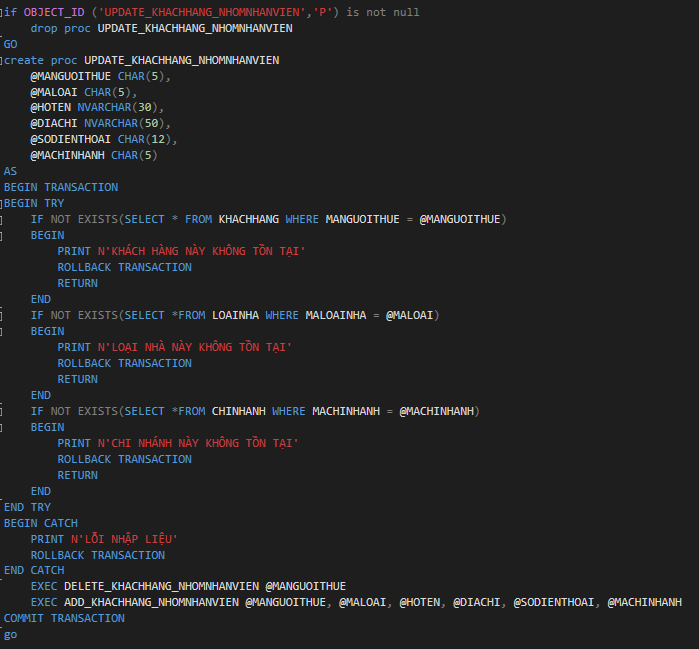 if OBJECT_ID ('UPDATE_KHACHHANG_NHOMNHANVIEN','P') is not null
drop proc UPDATE_KHACHHANG_NHOMNHANVIEN
GO
create proc UPDATE_KHACHHANG_NHOMNHANVIEN
@MANGUOITHUE CHAR(5),
@MALOAI CHAR(5),
@HOTEN NVARCHAR(30),
@DIACHI NVARCHAR(50),
@SODIENTHOAI CHAR(12),
@MACHINHANH CHAR(5)
AS
BEGIN TRANSACTION
BEGIN TRY
IF NOT EXISTS(SELECT * FROM KHACHHANG WHERE MANGUOITHUE = @MANGUOITHUE)
BEGIN
PRINT N'KHÁCH HÀNG NÀY KHÔNG TỒN TẠI'
ROLLBACK TRANSACTION
RETURN
END
IF NOT EXISTS(SELECT *FROM LOAINHA WHERE MALOAINHA = @MALOAI)
BEGIN
PRINT N'LOẠI NHÀ NÀY KHÔNG TỒN TẠI'
ROLLBACK TRANSACTION
RETURN
END
IF NOT EXISTS(SELECT *FROM CHINHANH WHERE MACHINHANH = @MACHINHANH)
BEGIN
PRINT N'CHI NHÁNH NÀY KHÔNG TỒN TẠI'
ROLLBACK TRANSACTION
RETURN
END
END TRY
BEGIN CATCH
PRINT N'LỖI NHẬP LIỆU'
ROLLBACK TRANSACTION
END CATCH
EXEC DELETE_KHACHHANG_NHOMNHANVIEN @MANGUOITHUE
EXEC ADD_KHACHHANG_NHOMNHANVIEN @MANGUOITHUE, @MALOAI, @HOTEN, @DIACHI, @SODIENTHOAI, @MACHINHANH
COMMIT TRANSACTION
go